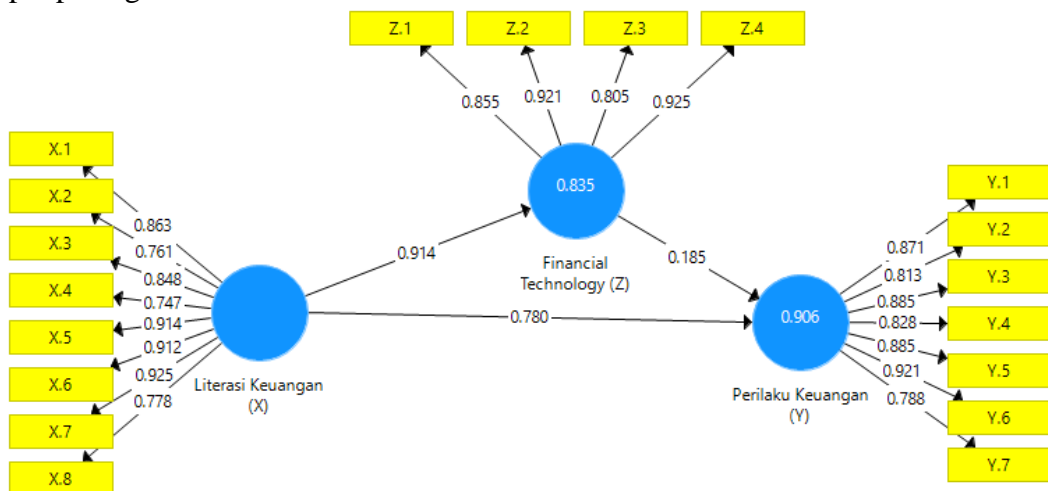 Z.1
Z.2
Z.3
Z.4
0.855
0.921
0.805
0.925
X.1
X.2
X.3
X.4
X.5
X.6
X.7
X.8
0.863
0.761
0.848
0.747
0.914
0.912
0.925
0.778
Literasi Keuangan
(X)
0.914
0.835
Financial
Technology (Z)
0.185
0.780
0.906
Perilaku Keuangan
(Y)
0.871
0.813
0.885
0.828
0.885
0.921
0.788
Y.1
Y.2
Y.3
Y.4
Y.5
Y.6
Y.7